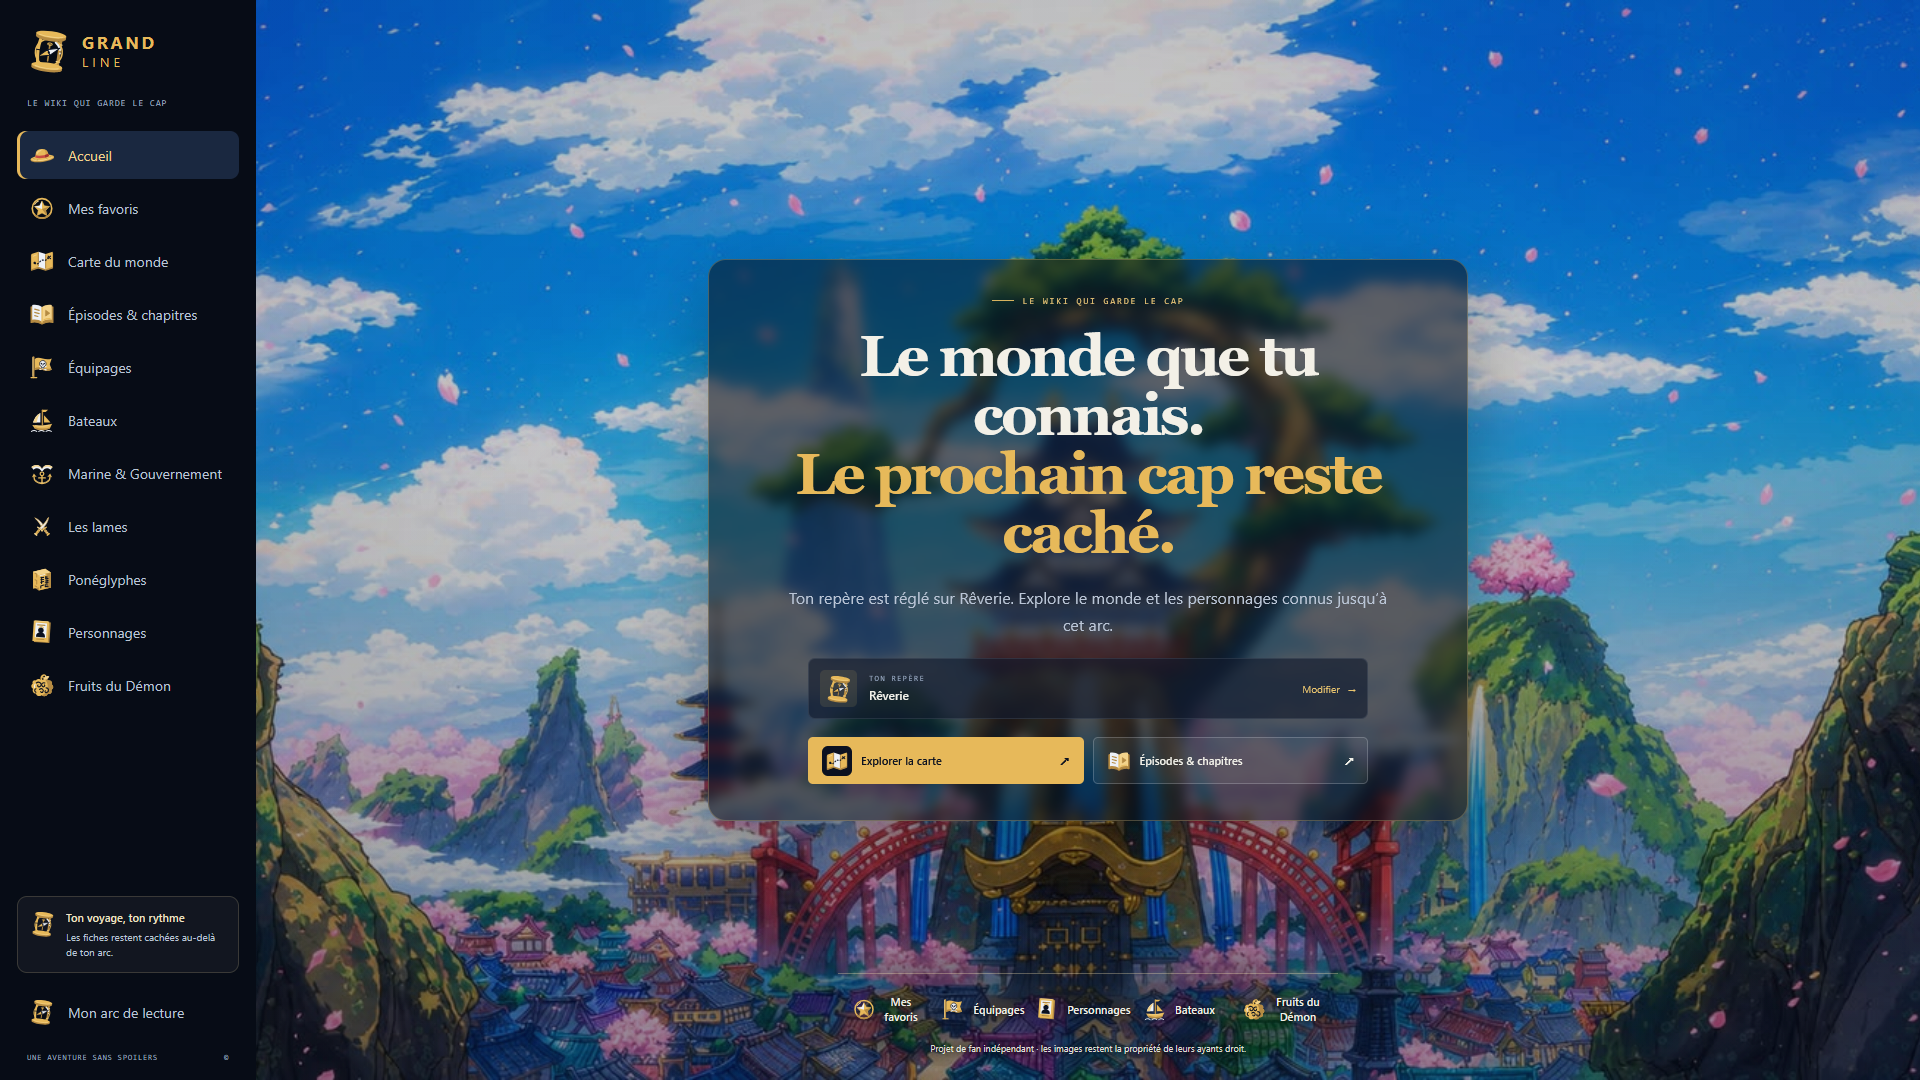 GRAND
LINE
LE WIKI QUI GARDE LE CAP
Accueil
Mes favoris
Carte du monde
Épisodes & chapitres
Équipages
Bateaux
Marine & Gouvernement
Les lames
Ponéglyphes
Personnages
Fruits du Démon
Ton voyage, ton rythme
Les fiches restent cachées au-delà
de ton arc.
Mon arc de lecture
UNE AVENTURE SANS SPOILERS ©
LE WIKI QUI GARDE LE CAP
Le monde que tu
connais.
Le prochain cap reste
caché.
Ton repère est réglé sur Rêverie. Explore le monde et les personnages connus jusqu'à
cet arc.
TON REPÈRE
Rêverie
Modifier →
Explorer la carte ↗
Épisodes & chapitres ↗
Mes
favoris
Équipages
Personnages
Bateaux
Fruits du
Démon
Projet de fan indépendant · les images restent la propriété de leurs ayants droit.